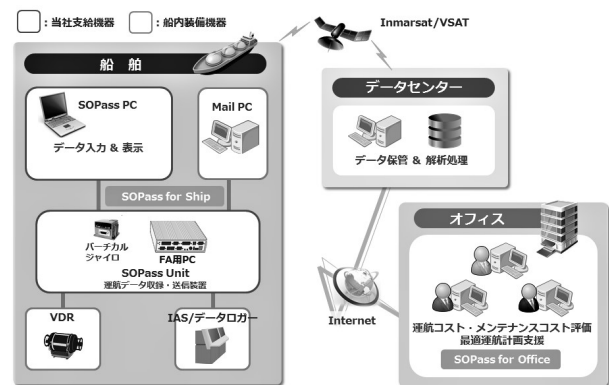 ：当社支給機器
：船内装備機器
Inmarsat/VSAT
船 舶
SOPass PC
データ入力 & 表示
Mail PC
SOPass for Ship
バーチカル
ジャイロ
FA用PC
SOPass Unit
運航データ収録・送信装置
VDR
IAS/データロガー
データセンター
データ保管 & 解析処理
Internet
オフィス
運航コスト・メンテナンスコスト評価
最適運航計画支援
SOPass for Office